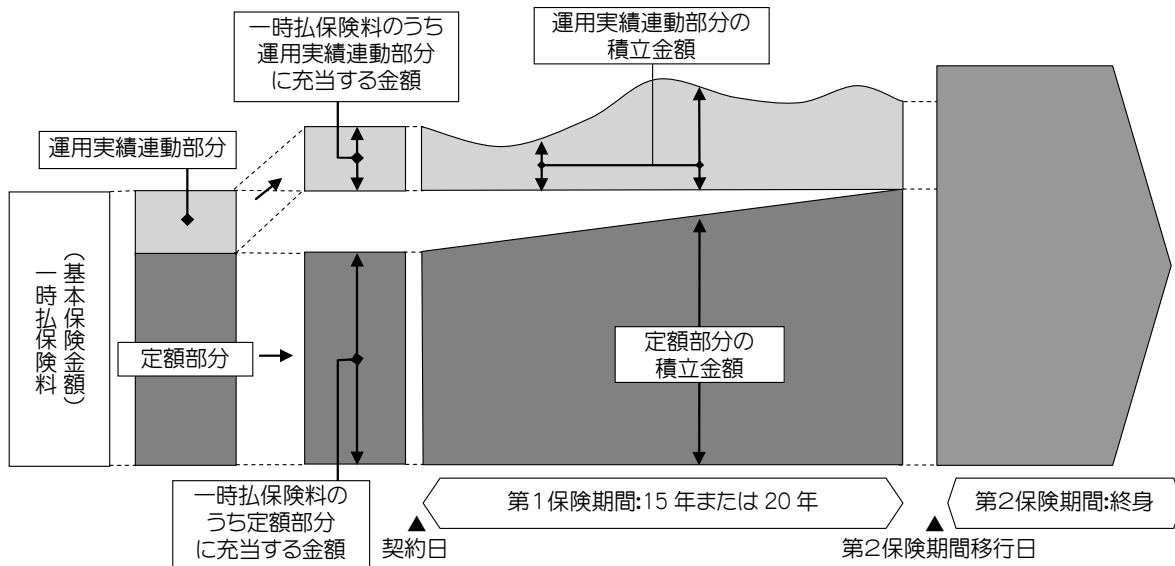 一時払保険料のうち
運用実績連動部分
に充当する金額
運用実績連動部分の
積立金額
運用実績連動部分
一時払保険料
（基本保険金額）
定額部分
定額部分の
積立金額
一時払保険料の
うち定額部分
に充当する金額
第1保険期間:15年または20年
第2保険期間:終身
契約日
第2保険期間移行日